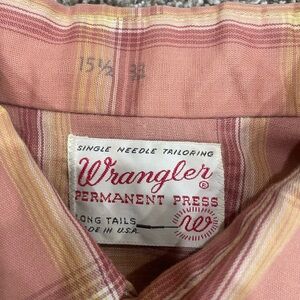 15½ 33
SINGLE NEEDLE TAILORING
Wrangler®
PERMANENT PRESS
LONG TAILS
MADE IN U.S.A.
W